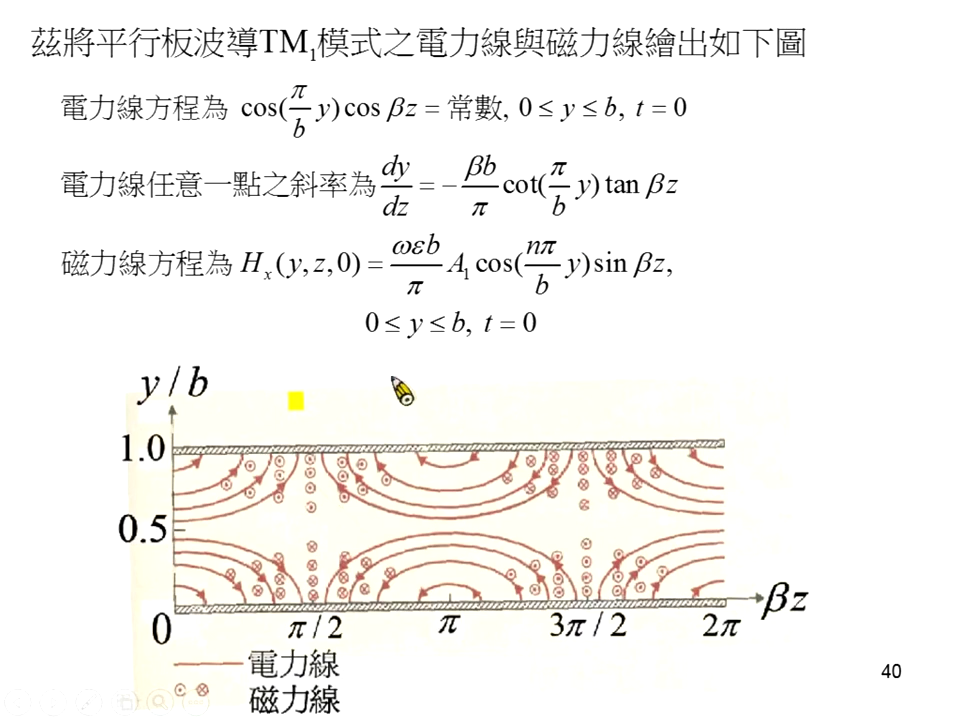 茲將平行板波導TM₁模式之電力線與磁力線繪出如下圖
電力線方程為 cos(π/b y)cos βz = 常數, 0 ≤ y ≤ b, t = 0
電力線任意一點之斜率為 dy/dz = − βb/π cot(π/b y) tan βz
磁力線方程為 Hₓ(y, z, 0) = ωεb/π A₁ cos(nπ/b y)sin βz,
0 ≤ y ≤ b, t = 0
y / b
1.0
0.5
0
π / 2
π
3π / 2
2π
βz
電力線
磁力線
40